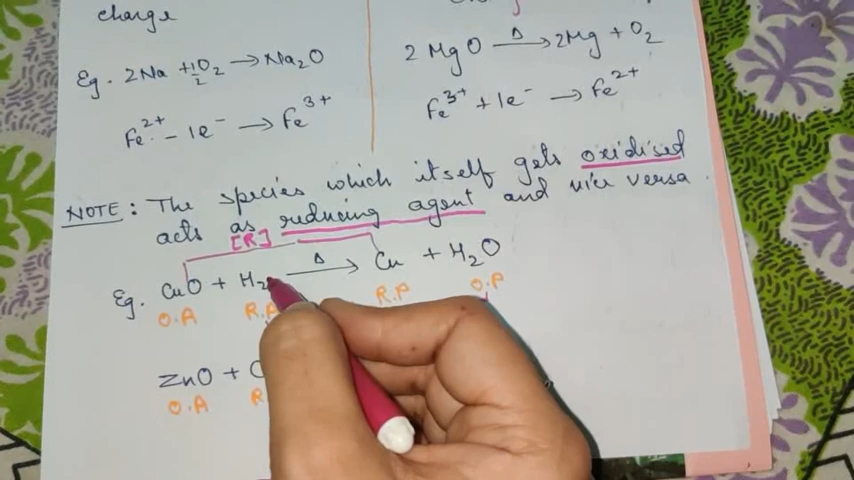 charge
Eg. 2Na + 1/2 O₂ → Na₂O
Fe²⁺ - 1e⁻ → Fe³⁺
2 MgO →Δ 2Mg + O₂
Fe³⁺ + 1e⁻ → Fe²⁺
NOTE : The species which itself gets oxidised
acts as reducing agent and vice versa.
[R]
Eg. CuO + H₂ →Δ Cu + H₂O
O.A R.A R.P O.P
ZnO +
O.A R